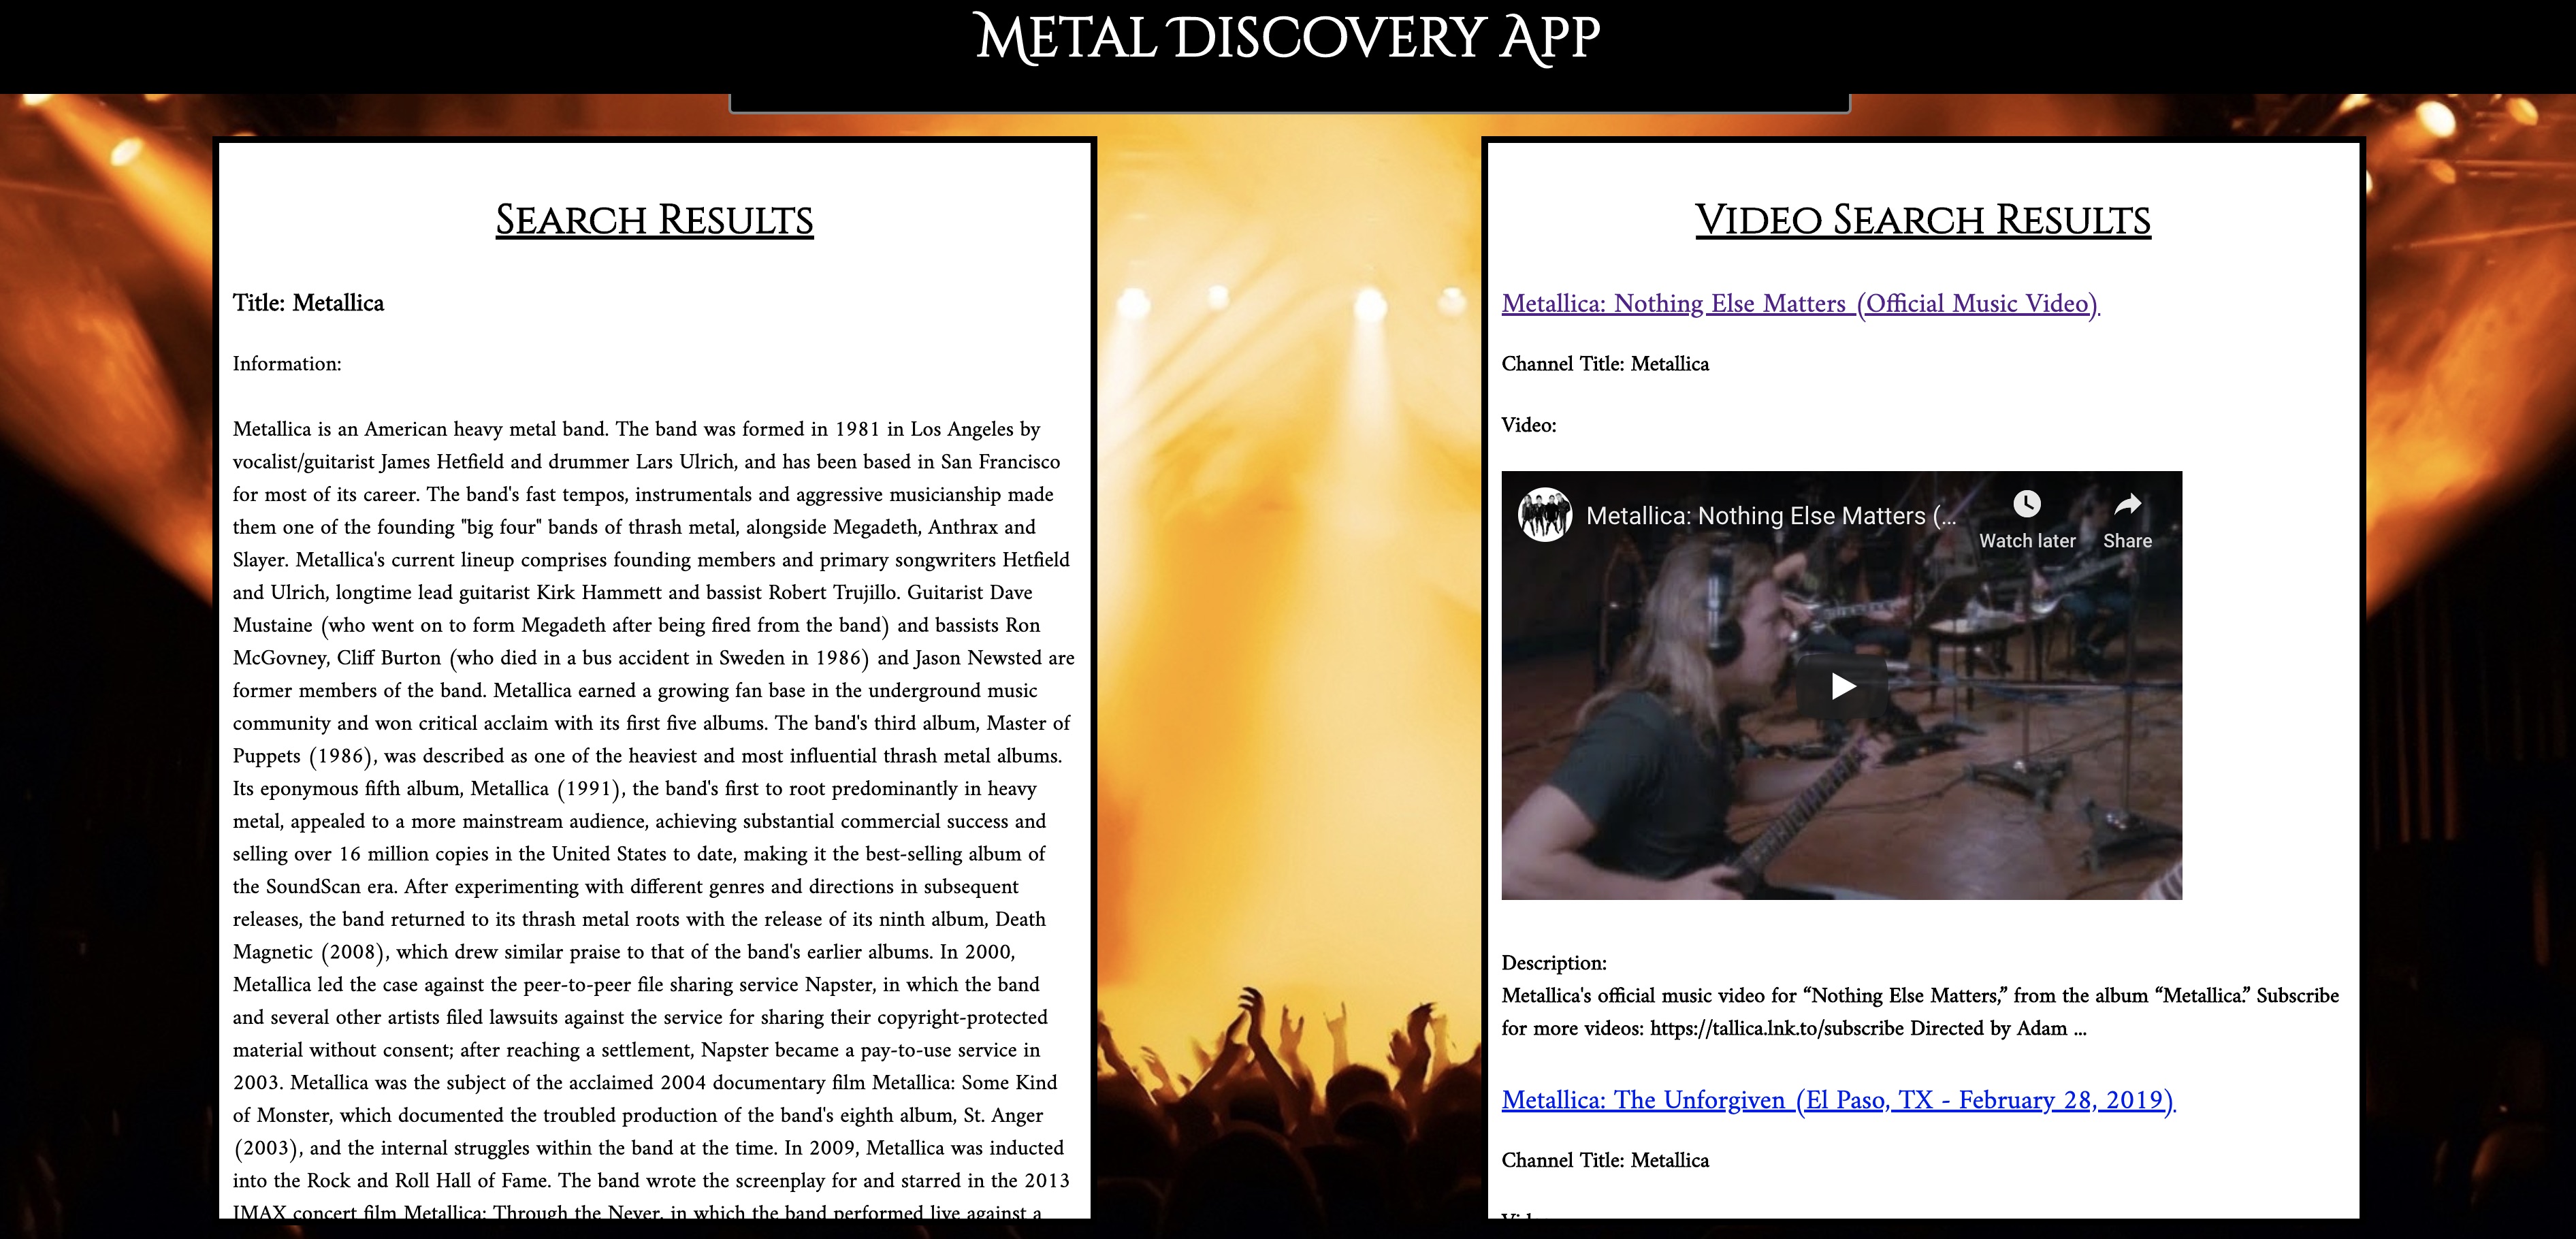 Metal Discovery App
Search Results
Title: Metallica
Information:
Metallica is an American heavy metal band. The band was formed in 1981 in Los Angeles by
vocalist/guitarist James Hetfield and drummer Lars Ulrich, and has been based in San Francisco
for most of its career. The band's fast tempos, instrumentals and aggressive musicianship made
them one of the founding "big four" bands of thrash metal, alongside Megadeth, Anthrax and
Slayer. Metallica's current lineup comprises founding members and primary songwriters Hetfield
and Ulrich, longtime lead guitarist Kirk Hammett and bassist Robert Trujillo. Guitarist Dave
Mustaine (who went on to form Megadeth after being fired from the band) and bassists Ron
McGovney, Cliff Burton (who died in a bus accident in Sweden in 1986) and Jason Newsted are
former members of the band. Metallica earned a growing fan base in the underground music
community and won critical acclaim with its first five albums. The band's third album, Master of
Puppets (1986), was described as one of the heaviest and most influential thrash metal albums.
Its eponymous fifth album, Metallica (1991), the band's first to root predominantly in heavy
metal, appealed to a more mainstream audience, achieving substantial commercial success and
selling over 16 million copies in the United States to date, making it the best-selling album of
the SoundScan era. After experimenting with different genres and directions in subsequent
releases, the band returned to its thrash metal roots with the release of its ninth album, Death
Magnetic (2008), which drew similar praise to that of the band's earlier albums. In 2000,
Metallica led the case against the peer-to-peer file sharing service Napster, in which the band
and several other artists filed lawsuits against the service for sharing their copyright-protected
material without consent; after reaching a settlement, Napster became a pay-to-use service in
2003. Metallica was the subject of the acclaimed 2004 documentary film Metallica: Some Kind
of Monster, which documented the troubled production of the band's eighth album, St. Anger
(2003), and the internal struggles within the band at the time. In 2009, Metallica was inducted
into the Rock and Roll Hall of Fame. The band wrote the screenplay for and starred in the 2013
IMAX concert film Metallica: Through the Never, in which the band performed live against a
Video Search Results
Metallica: Nothing Else Matters (Official Music Video)
Channel Title: Metallica
Video:
Metallica: Nothing Else Matters (...
Watch later
Share
Description:
Metallica's official music video for “Nothing Else Matters,” from the album “Metallica.” Subscribe
for more videos: https://tallica.lnk.to/subscribe Directed by Adam ...
Metallica: The Unforgiven (El Paso, TX - February 28, 2019)
Channel Title: Metallica